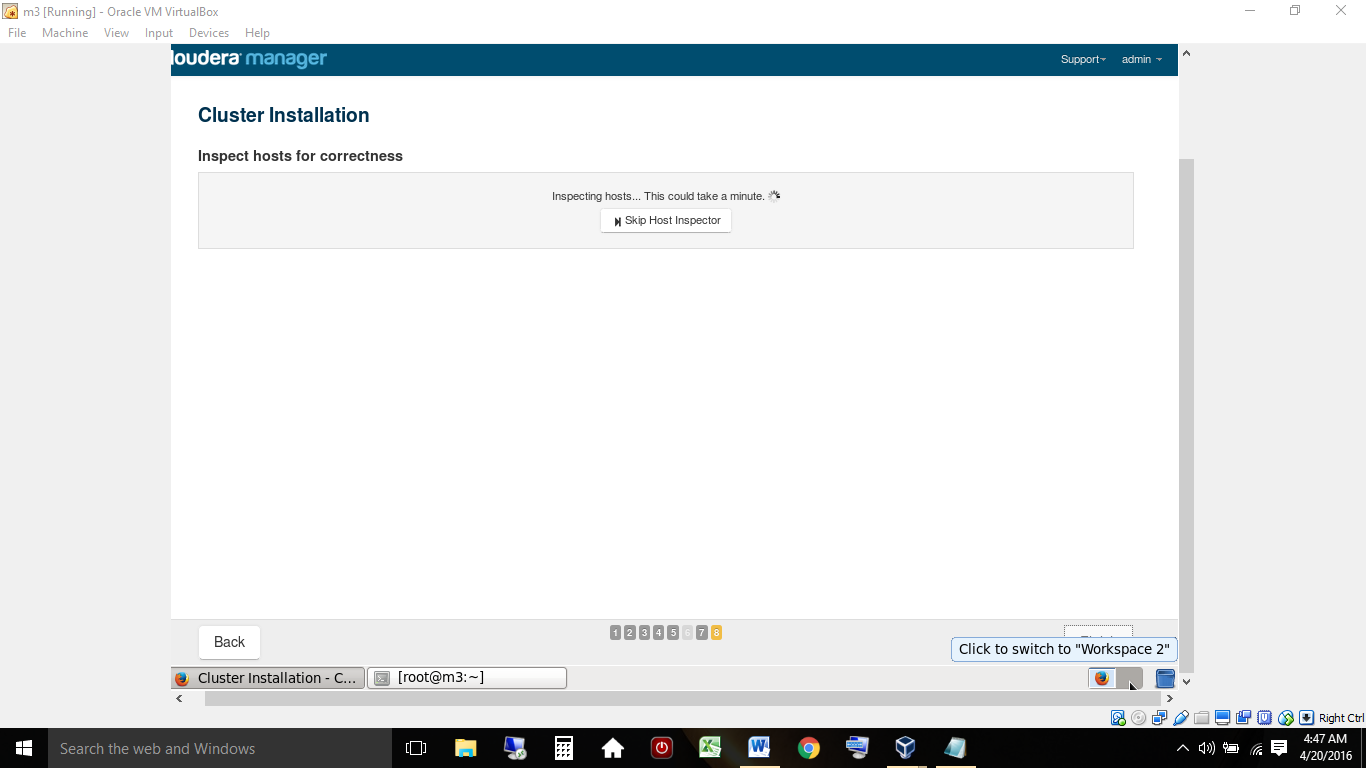 m3 [Running] - Oracle VM VirtualBox
File Machine View Input Devices Help
loudera manager
Support admin
Cluster Installation
Inspect hosts for correctness
Inspecting hosts... This could take a minute.
Skip Host Inspector
Back
1 2 3 4 5 6 7 8
Click to switch to "Workspace 2"
Cluster Installation - C...
[root@m3:~]
Right Ctrl
Search the web and Windows
4:47 AM
4/20/2016